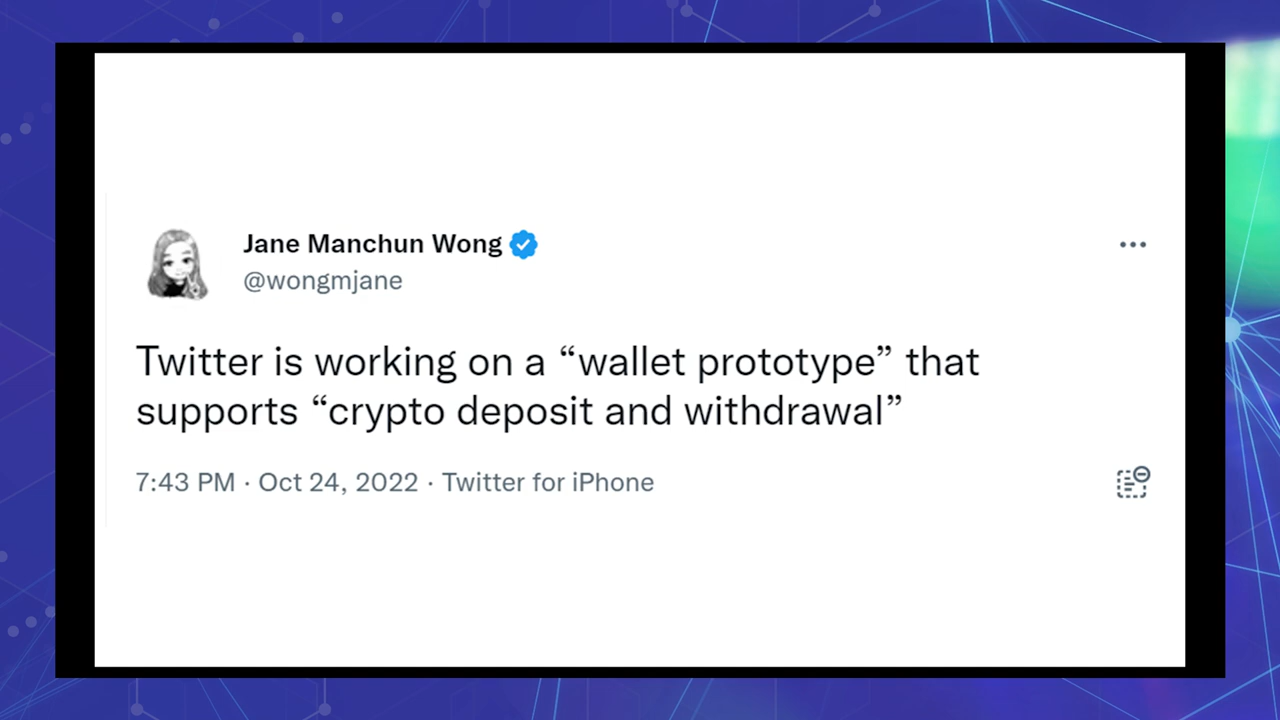 Jane Manchun Wong
@wongmjane
Twitter is working on a “wallet prototype” that
supports “crypto deposit and withdrawal”
7:43 PM · Oct 24, 2022 · Twitter for iPhone